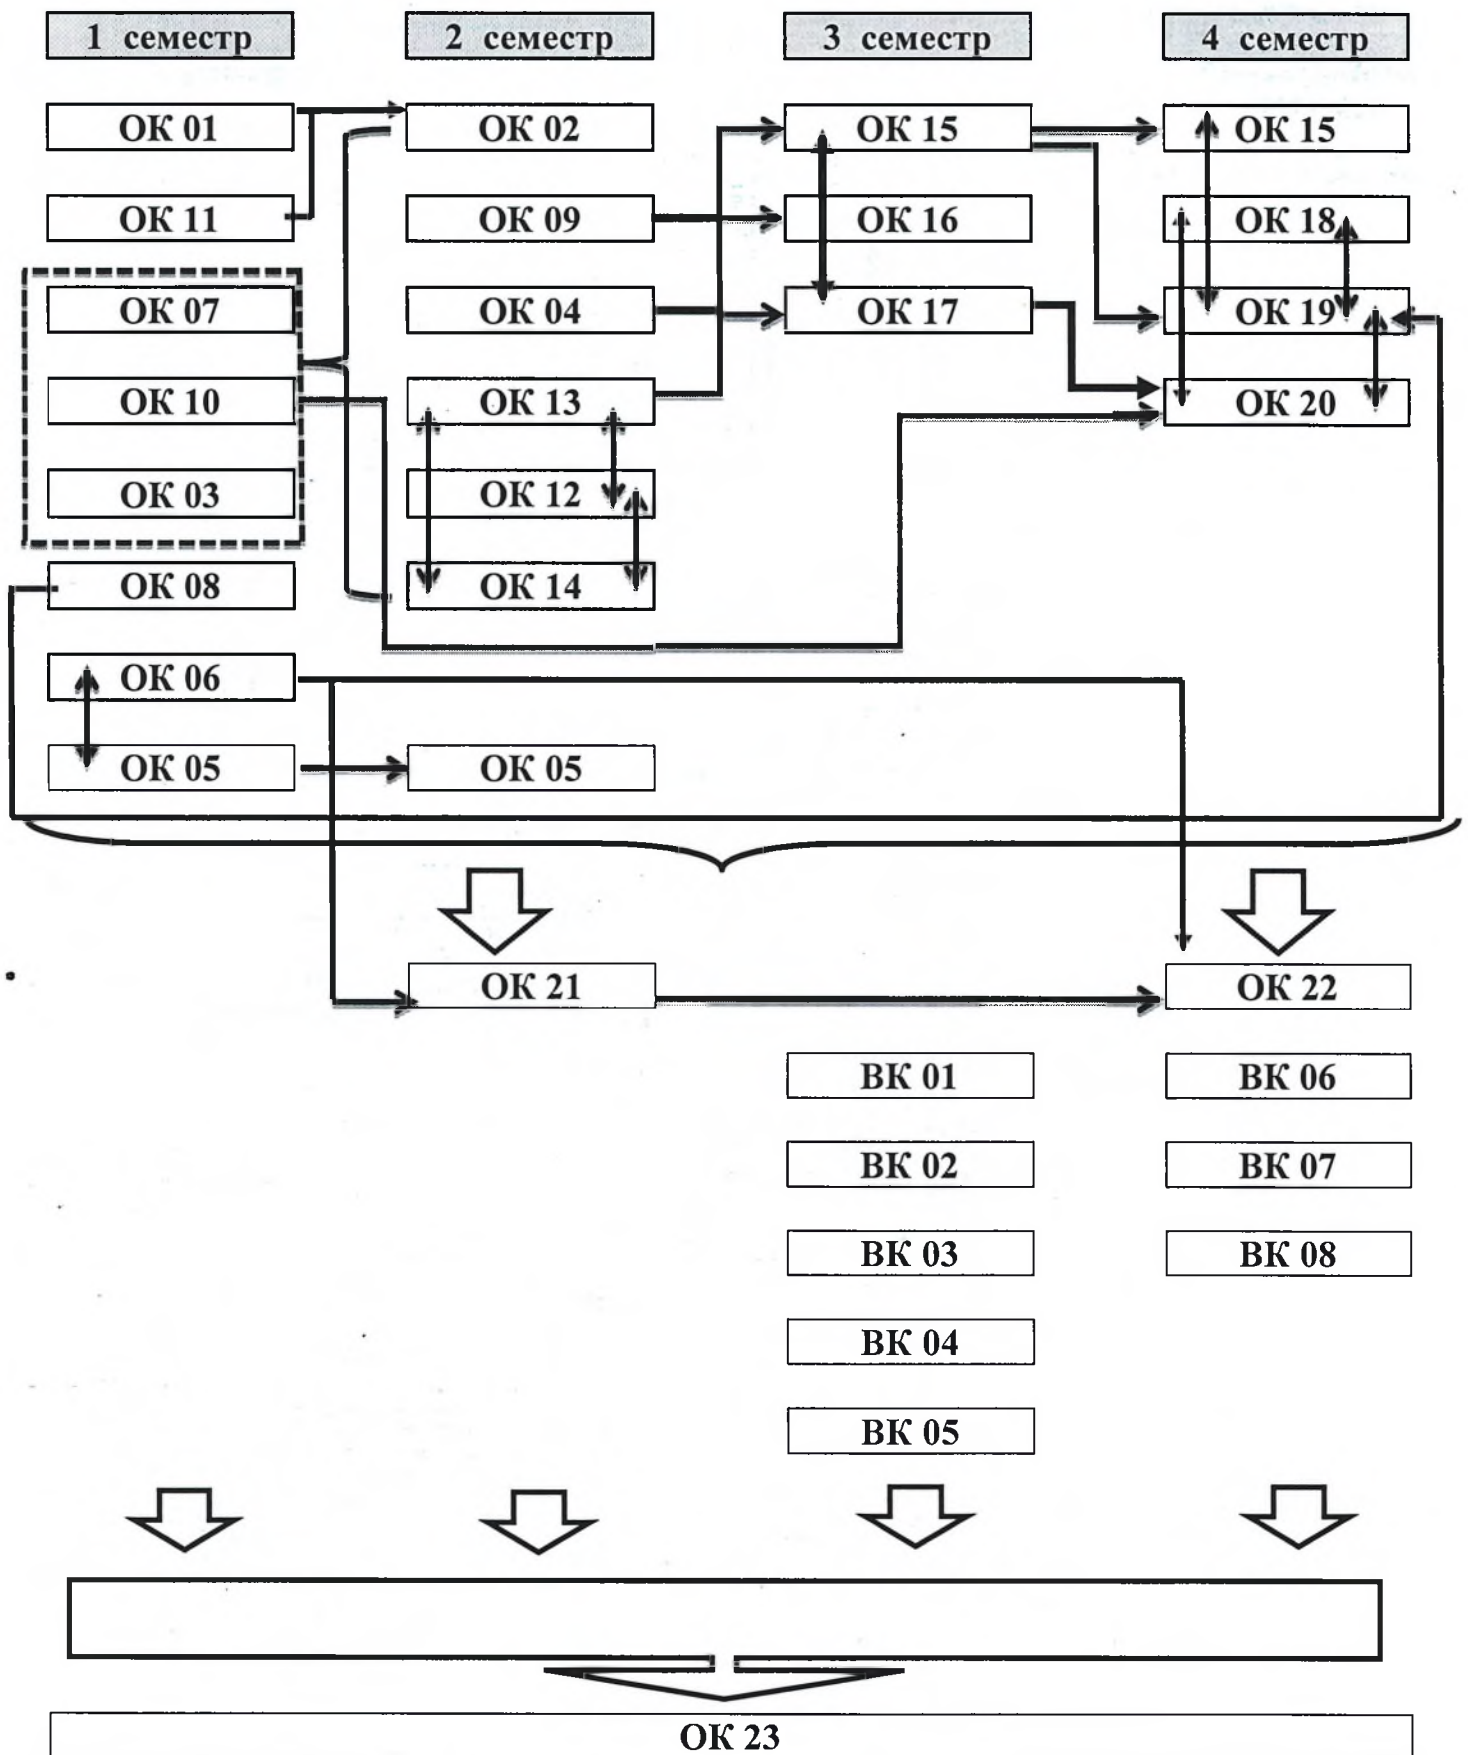 1 семестр 2 семестр 3 семестр 4 семестр
ОК 01 ОК 02 ОК 15 ОК 15
ОК 11 ОК 09 ОК 16 ОК 18
ОК 07 ОК 04 ОК 17 ОК 19
ОК 10 ОК 13 ОК 20
ОК 03 ОК 12
ОК 08 ОК 14
ОК 06
ОК 05 ОК 05
ОК 21 ОК 22
ВК 01 ВК 06
ВК 02 ВК 07
ВК 03 ВК 08
ВК 04
ВК 05
ОК 23